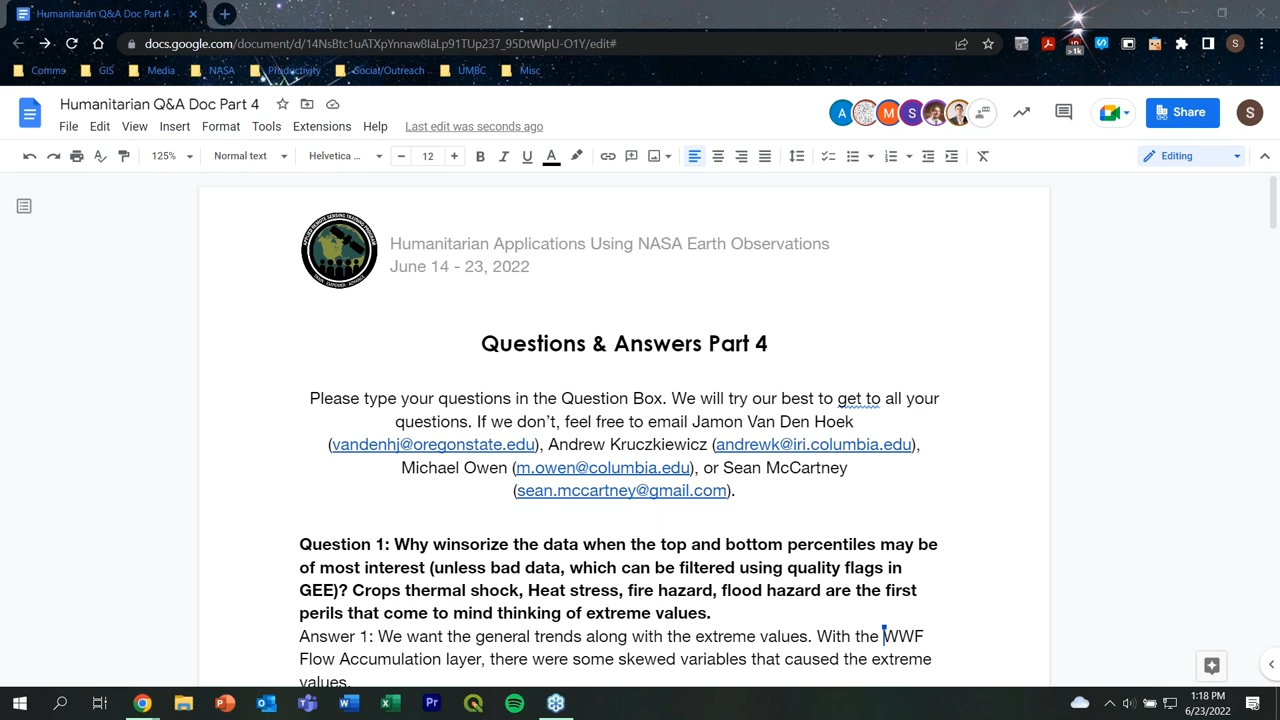 Humanitarian Q&A Doc Part 4 -
docs.google.com/document/d/14NsBtc1uATXpYnnaw8IaLp91TUp237_95DtWIpU-O1Y/edit#
>1k
S
Comms GIS Media NASA Productivity Social/Outreach UMBC Misc
Humanitarian Q&A Doc Part 4
A M S Share S
File Edit View Insert Format Tools Extensions Help Last edit was seconds ago
125% Normal text Helvetica ... 12 B I U A Editing
Humanitarian Applications Using NASA Earth Observations
June 14 - 23, 2022
Questions & Answers Part 4
Please type your questions in the Question Box. We will try our best to get to all your
questions. If we don't, feel free to email Jamon Van Den Hoek
(vandenhj@oregonstate.edu), Andrew Kruczkiewicz (andrewk@iri.columbia.edu),
Michael Owen (m.owen@columbia.edu), or Sean McCartney
(sean.mccartney@gmail.com).
Question 1: Why winsorize the data when the top and bottom percentiles may be
of most interest (unless bad data, which can be filtered using quality flags in
GEE)? Crops thermal shock, Heat stress, fire hazard, flood hazard are the first
perils that come to mind thinking of extreme values.
Answer 1: We want the general trends along with the extreme values. With the WWF
Flow Accumulation layer, there were some skewed variables that caused the extreme
values.
1:18 PM
6/23/2022